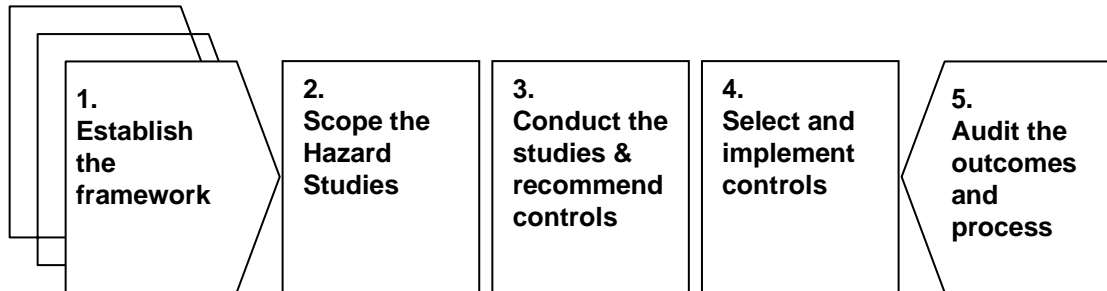 1.
Establish
the
framework
2.
Scope the
Hazard
Studies
3.
Conduct the
studies &
recommend
controls
4.
Select and
implement
controls
5.
Audit the
outcomes
and
process